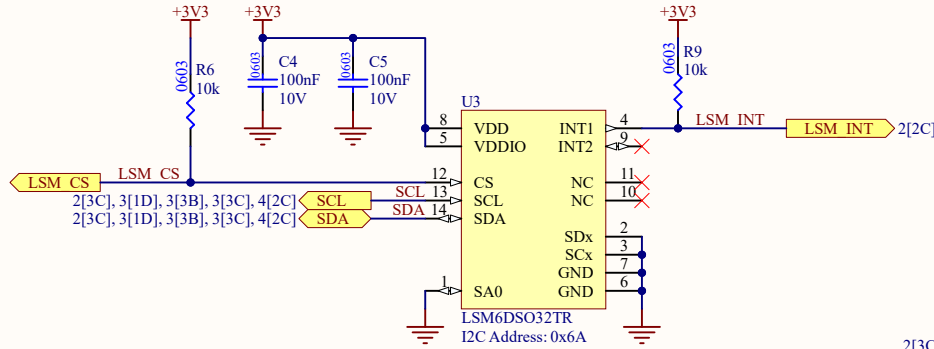 +3V3
+3V3
+3V3
0603
R6
10k
0603
C4
100nF
10V
0603
C5
100nF
10V
0603
R9
10k
U3
8
VDD
5
VDDIO
12
CS
13
SCL
14
SDA
1
SA0
INT1
4
INT2
9
NC
11
NC
10
SDx
2
SCx
3
GND
7
GND
6
LSM_INT
LSM_INT
2[2C]
LSM_CS
LSM_CS
2[3C], 3[1D], 3[3B], 3[3C], 4[2C]
SCL
SCL
2[3C], 3[1D], 3[3B], 3[3C], 4[2C]
SDA
SDA
LSM6DSO32TR
I2C Address: 0x6A